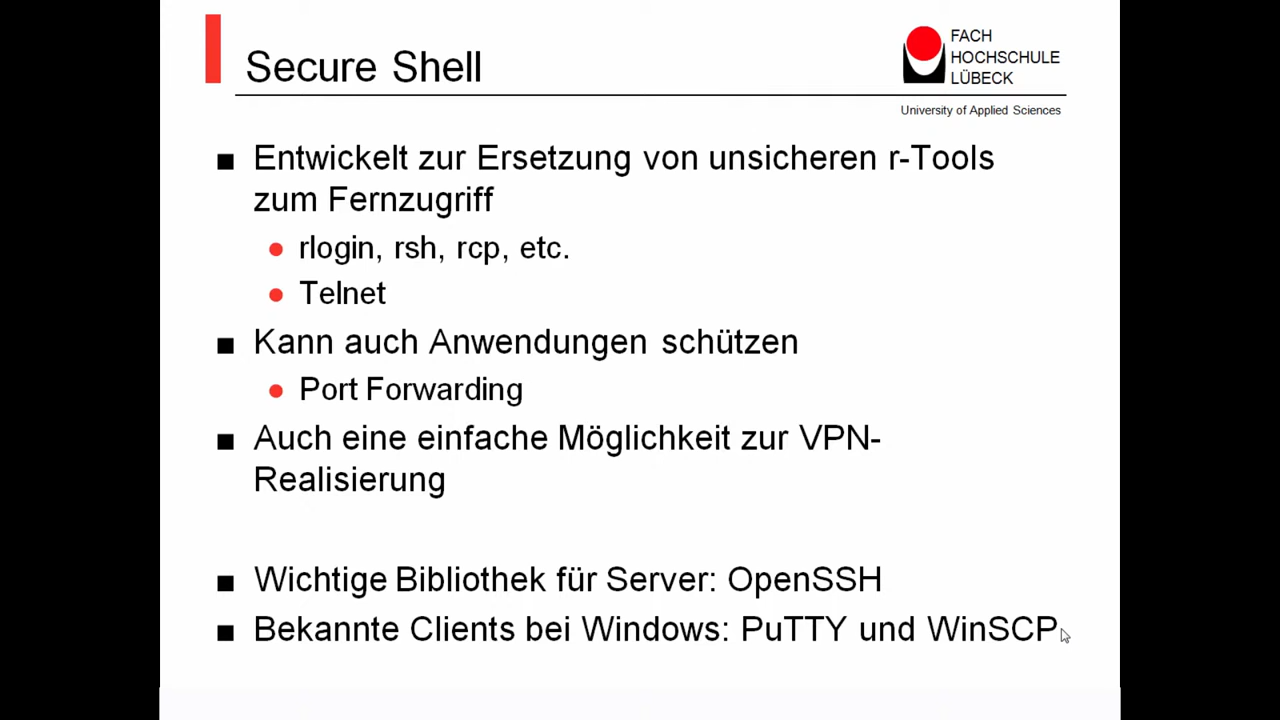 Secure Shell
FACH
HOCHSCHULE
LÜBECK
University of Applied Sciences
Entwickelt zur Ersetzung von unsicheren r-Tools
zum Fernzugriff
rlogin, rsh, rcp, etc.
Telnet
Kann auch Anwendungen schützen
Port Forwarding
Auch eine einfache Möglichkeit zur VPN-
Realisierung
Wichtige Bibliothek für Server: OpenSSH
Bekannte Clients bei Windows: PuTTY und WinSCP